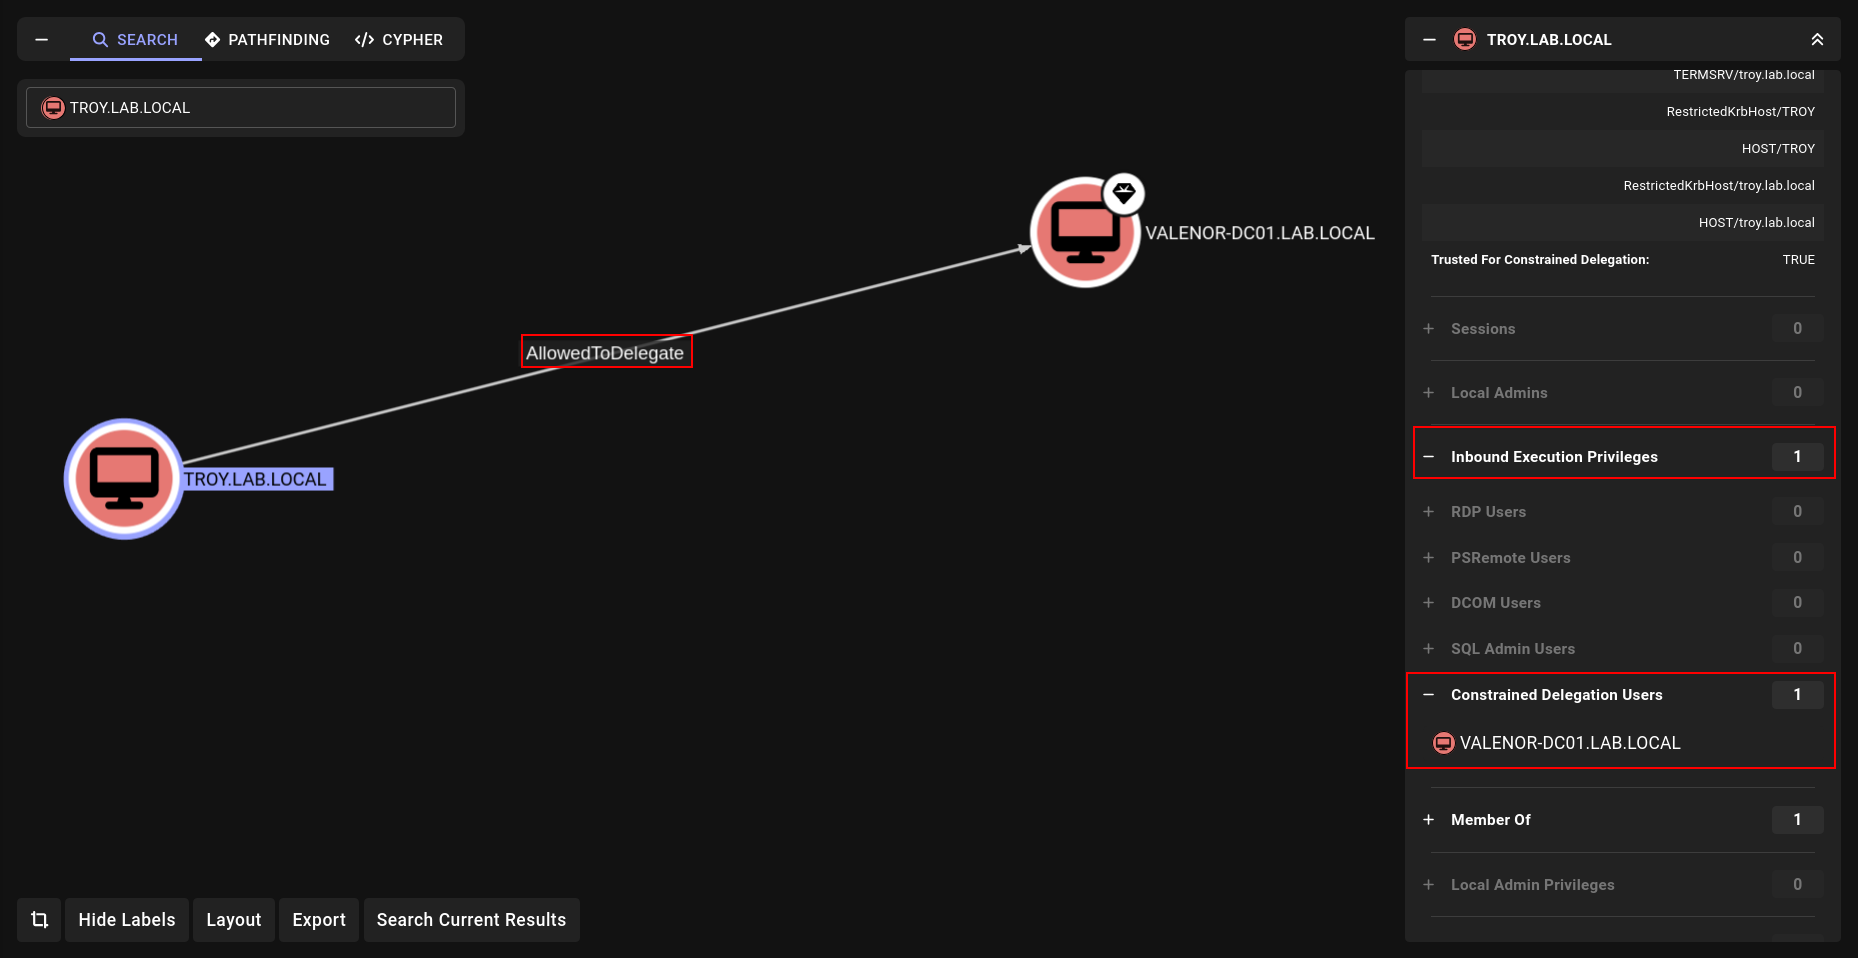 SEARCH
PATHFINDING
CYPHER
TROY.LAB.LOCAL
VALENOR-DC01.LAB.LOCAL
AllowedToDelegate
TROY.LAB.LOCAL
Hide Labels
Layout
Export
Search Current Results
TROY.LAB.LOCAL
TERMSRV/troy.lab.local
RestrictedKrbHost/TROY
HOST/TROY
RestrictedKrbHost/troy.lab.local
HOST/troy.lab.local
Trusted For Constrained Delegation: TRUE
Sessions 0
Local Admins 0
Inbound Execution Privileges 1
RDP Users 0
PSRemote Users 0
DCOM Users 0
SQL Admin Users 0
Constrained Delegation Users 1
VALENOR-DC01.LAB.LOCAL
Member Of 1
Local Admin Privileges 0